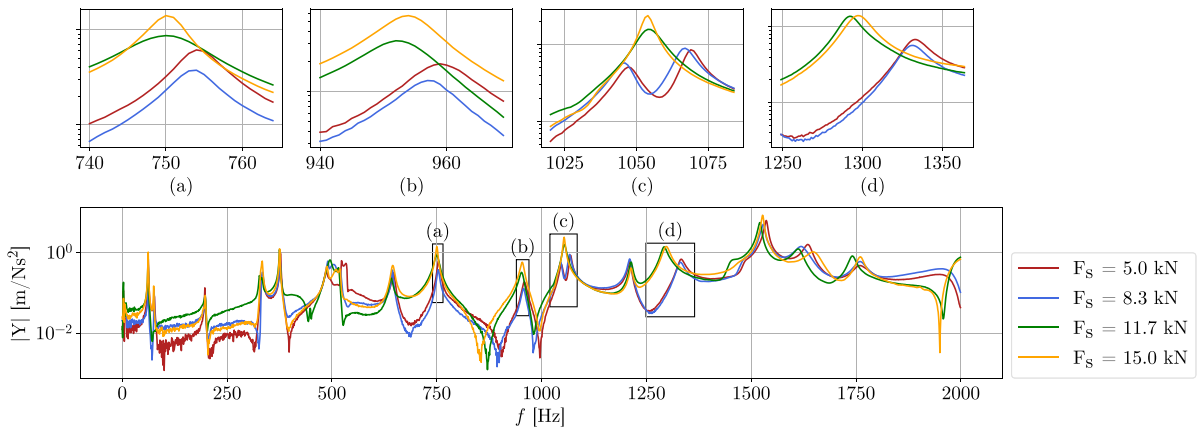 740 750 760
(a)
940 960
(b)
1025 1050 1075
(c)
1250 1300 1350
(d)
|Y| [m/Ns²]
10⁰
10⁻²
(a)
(b)
(c)
(d)
0 250 500 750 1000 1250 1500 1750 2000
f [Hz]
F_S = 5.0 kN
F_S = 8.3 kN
F_S = 11.7 kN
F_S = 15.0 kN